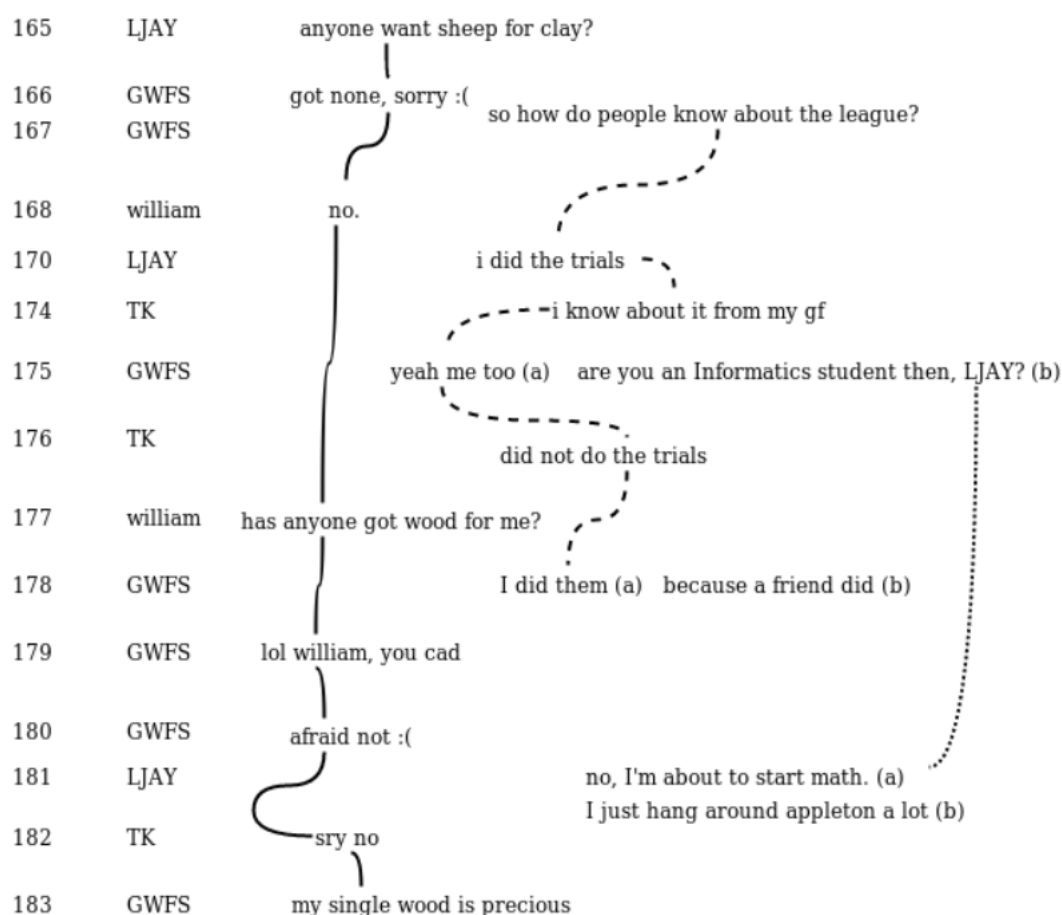 165 LJAY anyone want sheep for clay?
166 GWFS got none, sorry :(
167 GWFS so how do people know about the league?
168 william no.
170 LJAY i did the trials
174 TK i know about it from my gf
175 GWFS yeah me too (a) are you an Informatics student then, LJAY? (b)
176 TK did not do the trials
177 william has anyone got wood for me?
178 GWFS I did them (a) because a friend did (b)
179 GWFS lol william, you cad
180 GWFS afraid not :(
181 LJAY no, I'm about to start math. (a)
I just hang around appleton a lot (b)
182 TK sry no
183 GWFS my single wood is precious